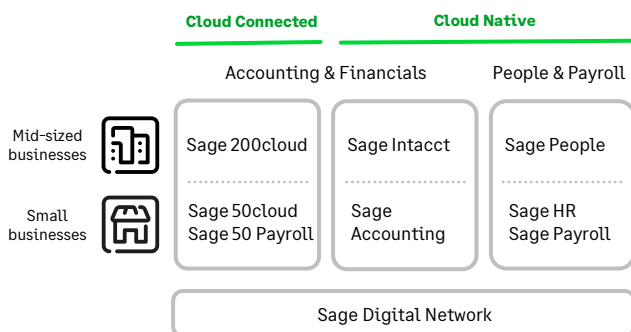 Cloud Connected
Cloud Native
Accounting & Financials
People & Payroll
Mid-sized
businesses
Sage 200cloud
Sage Intacct
Sage People
Small
businesses
Sage 50cloud
Sage 50 Payroll
Sage
Accounting
Sage HR
Sage Payroll
Sage Digital Network